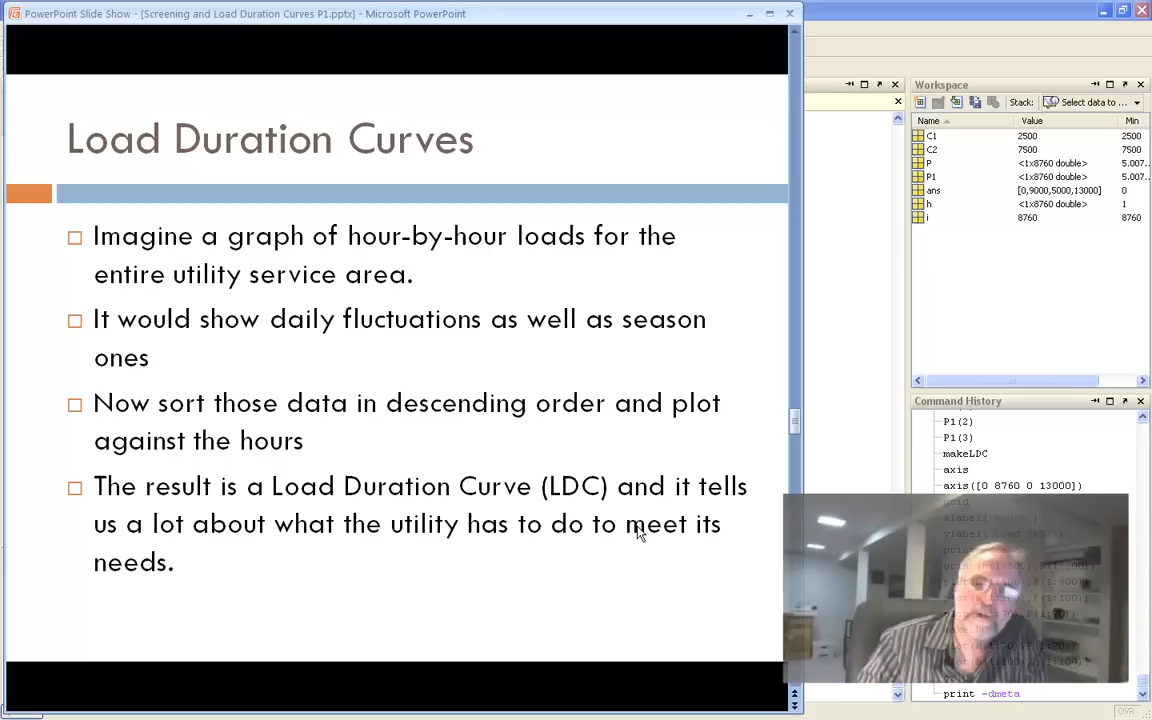 PowerPoint Slide Show - [Screening and Load Duration Curves P1.pptx] - Microsoft PowerPoint
Load Duration Curves
Imagine a graph of hour-by-hour loads for the
entire utility service area.
It would show daily fluctuations as well as season
ones
Now sort those data in descending order and plot
against the hours
The result is a Load Duration Curve (LDC) and it tells
us a lot about what the utility has to do to meet its
needs.
Workspace
Stack: Select data to ...
Name Value Min
C1 2500 2500
C2 7500 7500
P <1x8760 double> 5.007...
P1 <1x8760 double> 5.007...
ans [0,9000,5000,13000] 0
h <1x8760 double> 1
i 8760 8760
Command History
P1(2)
P1(3)
makeLDC
axis
axis([0 8760 0 13000])
grid
print -dmeta
OVR